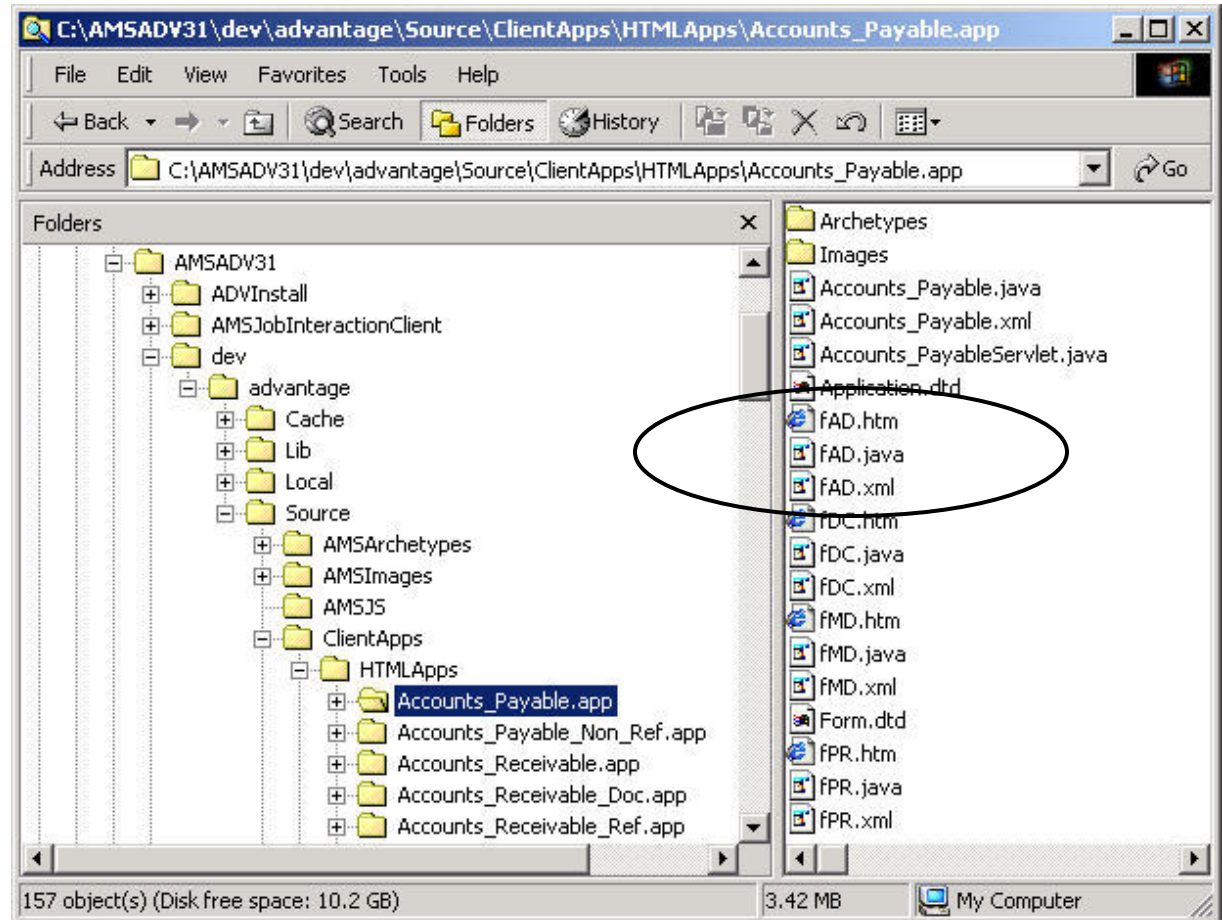 C:\AMSADV31\dev\advantage\Source\ClientApps\HTMLApps\Accounts_Payable.app
File Edit View Favorites Tools Help
Back Search Folders History
Address C:\AMSADV31\dev\advantage\Source\ClientApps\HTMLApps\Accounts_Payable.app Go
Folders
AMSADV31
ADVInstall
AMSJobInteractionClient
dev
advantage
Cache
Lib
Local
Source
AMSArchetypes
AMSImages
AMSJS
ClientApps
HTMLApps
Accounts_Payable.app
Accounts_Payable_Non_Ref.app
Accounts_Receivable.app
Accounts_Receivable_Doc.app
Accounts_Receivable_Ref.app
Archetypes
Images
Accounts_Payable.java
Accounts_Payable.xml
Accounts_PayableServlet.java
Application.dtd
fAD.htm
fAD.java
fAD.xml
fDC.htm
fDC.java
fDC.xml
fMD.htm
fMD.java
fMD.xml
Form.dtd
fPR.htm
fPR.java
fPR.xml
157 object(s) (Disk free space: 10.2 GB) 3.42 MB My Computer